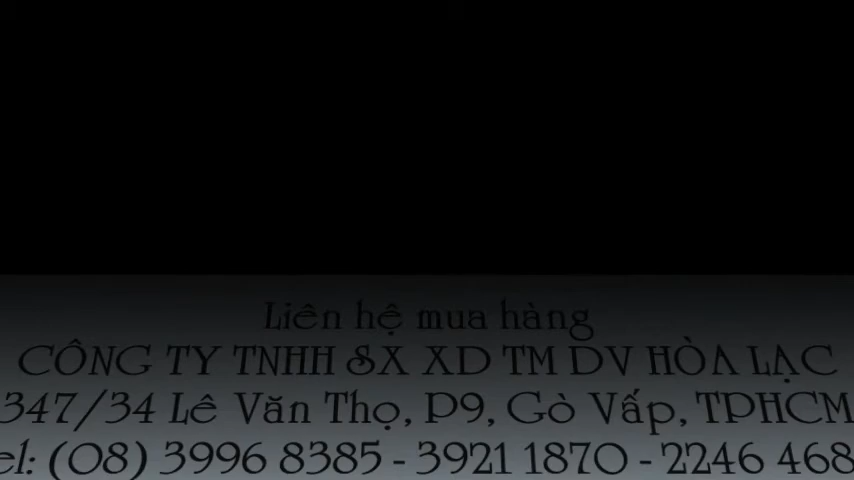 Liên hệ mua hàng
CÔNG TY TNHH SX XD TM DV HÒA LẠC
347/34 Lê Văn Thọ, P9, Gò Vấp, TPHCM
el: (08) 3996 8385 - 3921 1870 - 2246 468